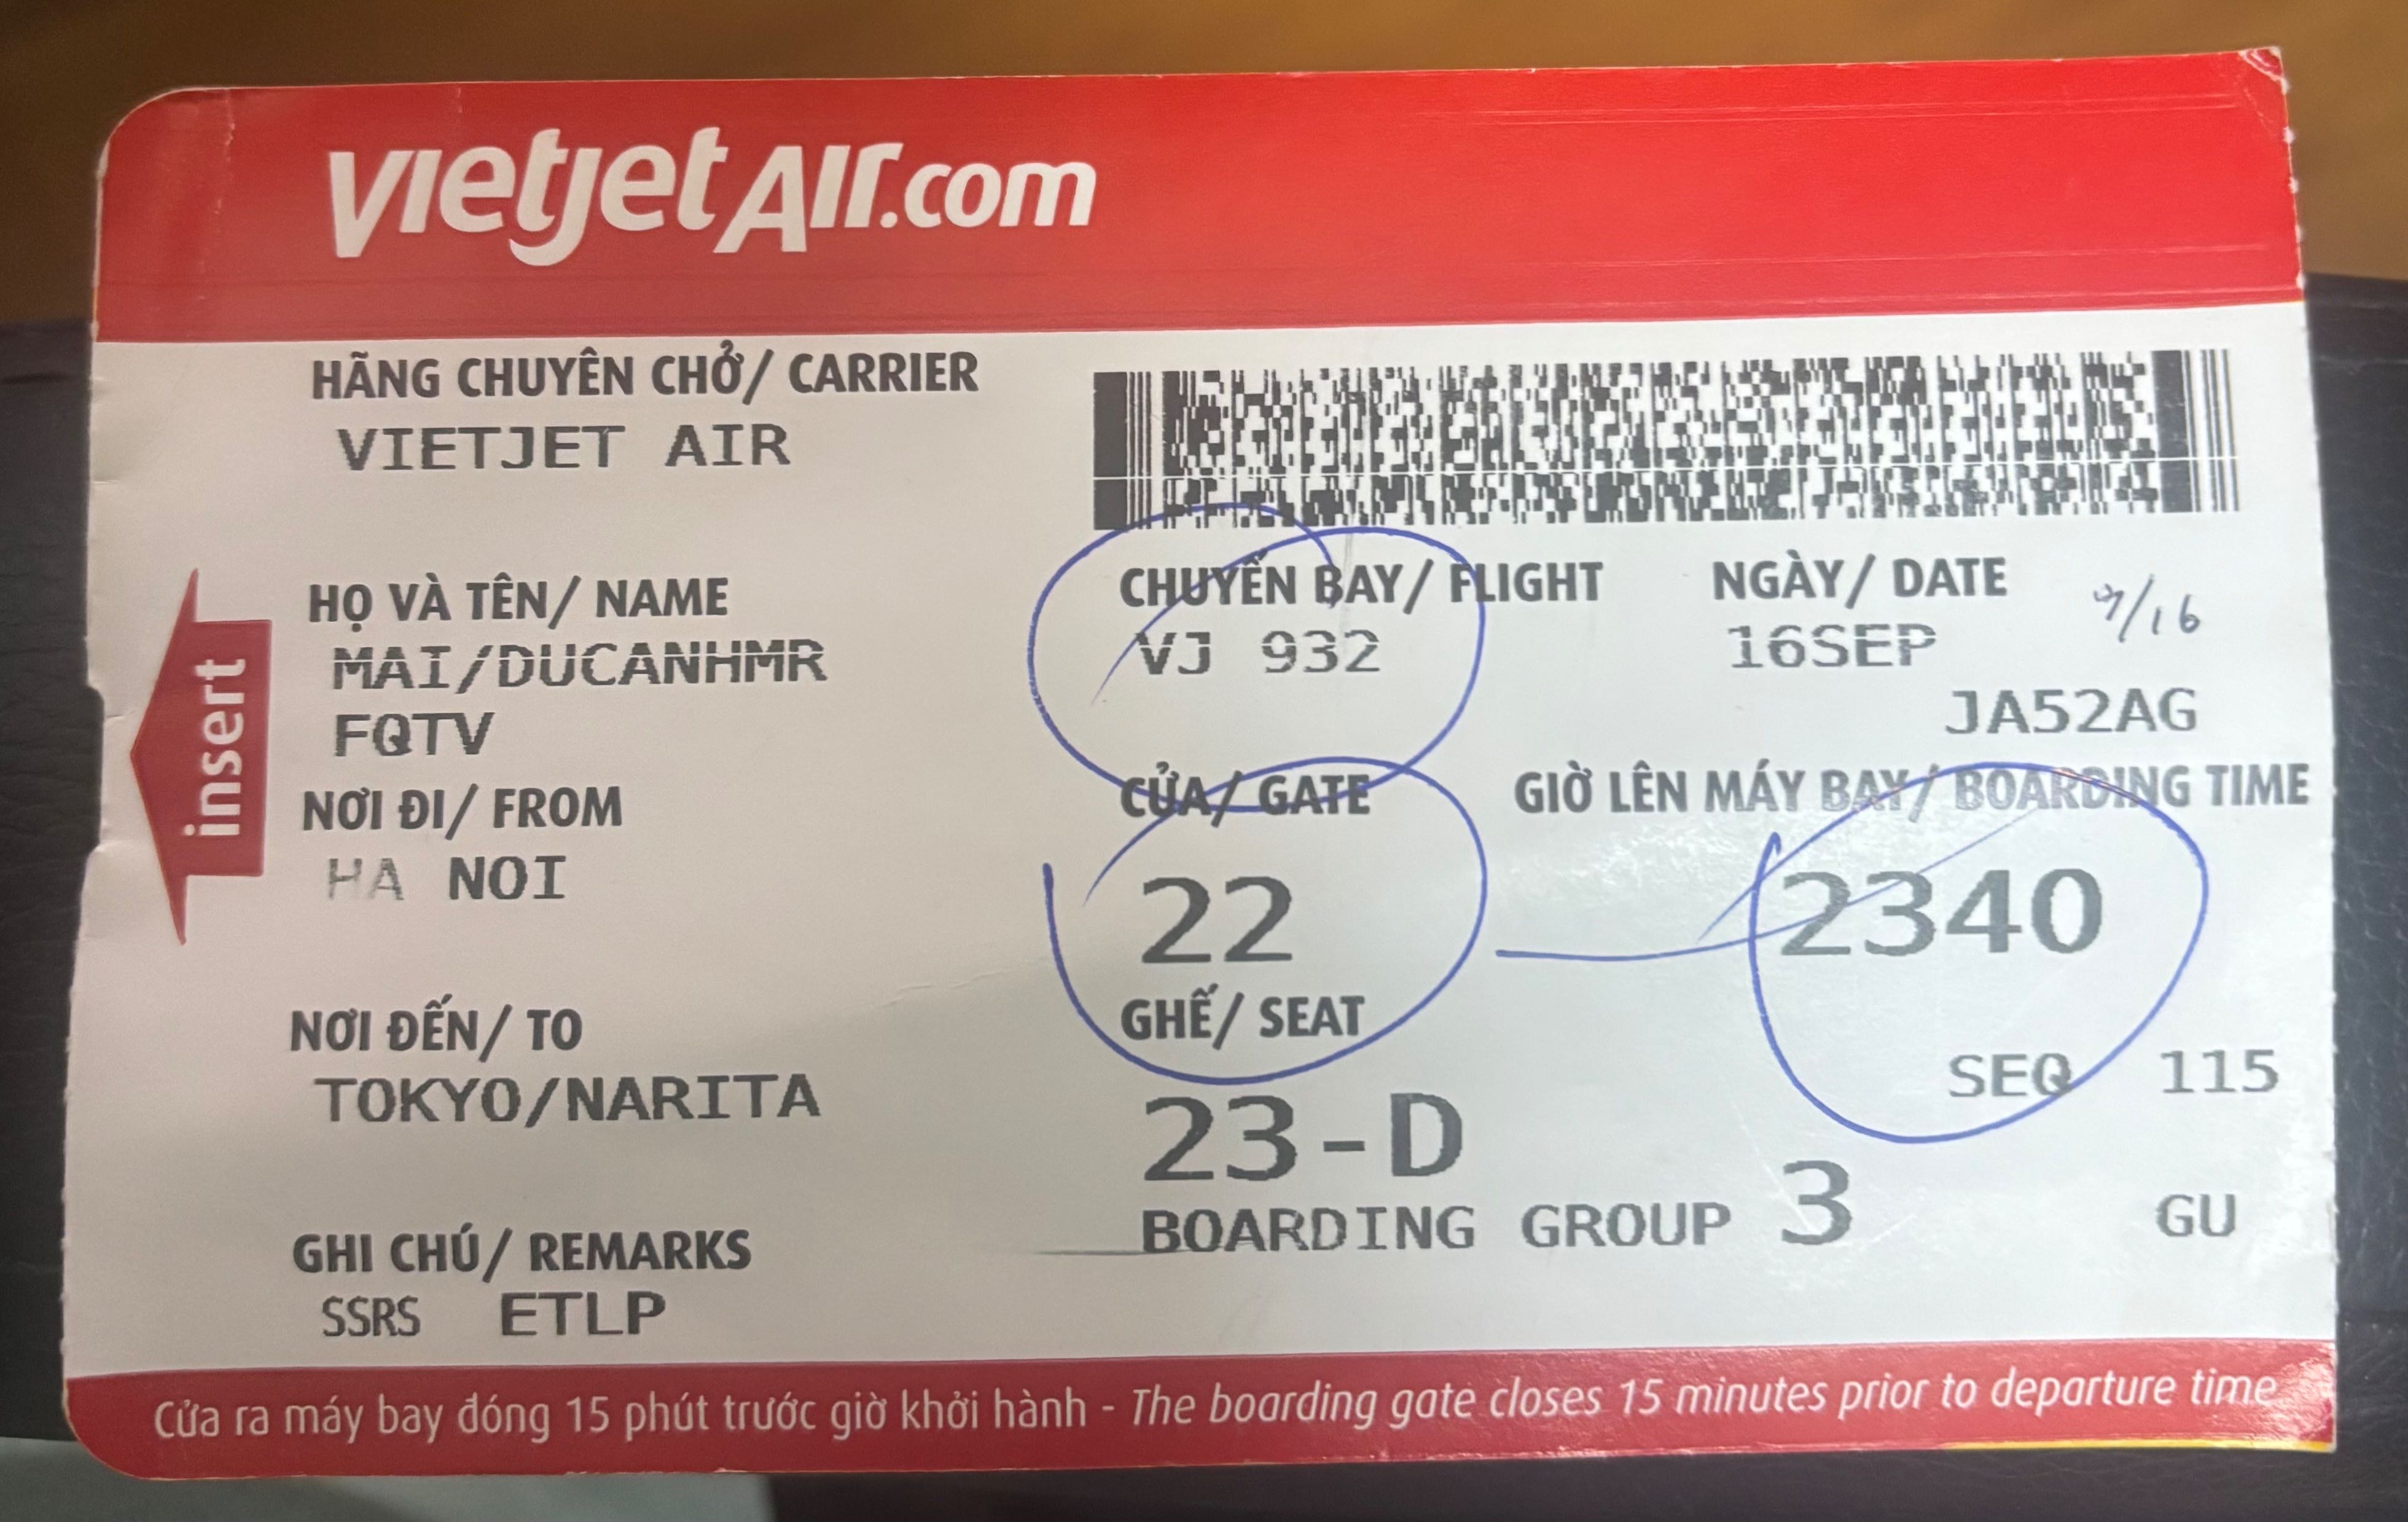 vietjetAir.com
HÃNG CHUYÊN CHỞ/ CARRIER
VIETJET AIR
HỌ VÀ TÊN/ NAME
MAI/DUCANHMR
FQTV
CHUYẾN BAY/ FLIGHT
VJ 932
NGÀY/ DATE
16SEP
9/16
JA52AG
insert
NƠI ĐI/ FROM
HA NOI
CỬA/ GATE
22
GIỜ LÊN MÁY BAY/ BOARDING TIME
2340
NƠI ĐẾN/ TO
TOKYO/NARITA
GHẾ/ SEAT
23-D
SEQ 115
BOARDING GROUP 3
GU
GHI CHÚ/ REMARKS
SSRS ETLP
Cửa ra máy bay đóng 15 phút trước giờ khởi hành - The boarding gate closes 15 minutes prior to departure time